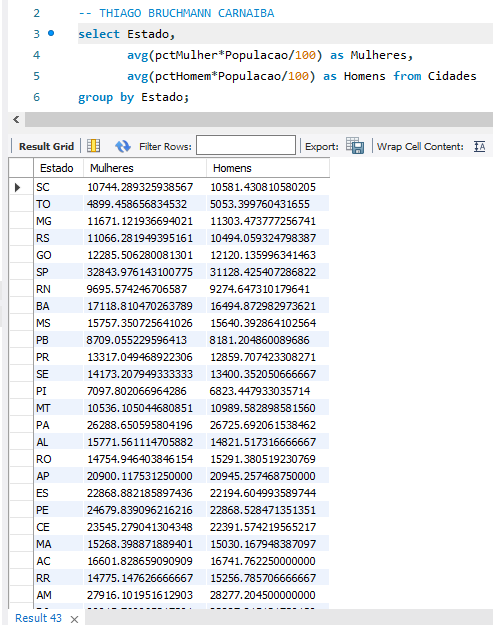 2 -- THIAGO BRUCHMANN CARNAIBA
3 select Estado,
4 avg(pctMulher*Populacao/100) as Mulheres,
5 avg(pctHomem*Populacao/100) as Homens from Cidades
6 group by Estado;
Result Grid Filter Rows: Export: Wrap Cell Content: IA
Estado Mulheres Homens
SC 10744.289325938567 10581.430810580205
TO 4899.458656834532 5053.399760431655
MG 11671.121936694021 11303.473777256741
RS 11066.281949395161 10494.059324798387
GO 12285.506280081301 12120.135996341463
SP 32843.976143100775 31128.425407286822
RN 9695.574246706587 9274.647310179641
BA 17118.810470263789 16494.872982973621
MS 15757.350725641026 15640.392864102564
PB 8709.055229596413 8181.204860089686
PR 13317.049468922306 12859.707423308271
SE 14173.207949333333 13400.352050666667
PI 7097.802066964286 6823.447933035714
MT 10536.105044680851 10989.582898581560
PA 26288.650595804196 26725.692061538462
AL 15771.561114705882 14821.517316666667
RO 14754.946403846154 15291.380519230769
AP 20900.117531250000 20945.257468750000
ES 22868.882185897436 22194.604993589744
PE 24679.839096216216 22868.528471351351
CE 23545.279041304348 22391.574219565217
MA 15268.398871889401 15030.167948387097
AC 16601.828659090909 16741.762250000000
RR 14775.147626666667 15256.785706666667
AM 27916.101951612903 28277.204500000000
Result 43